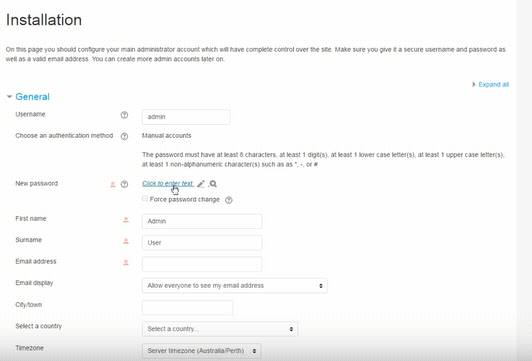 Installation
On this page you should configure your main administrator account which will have complete control over the site. Make sure you give it a secure username and password as
well as a valid email address. You can create more admin accounts later on.
Expand all
General
Username
admin
Choose an authentication method
Manual accounts
The password must have at least 8 characters, at least 1 digit(s), at least 1 lower case letter(s), at least 1 upper case letter(s),
at least 1 non-alphanumeric character(s) such as as *, -, or #
New password
Click to enter text
Force password change
First name
Admin
Surname
User
Email address
Email display
Allow everyone to see my email address
City/town
Select a country
Select a country...
Timezone
Server timezone (Australia/Perth)